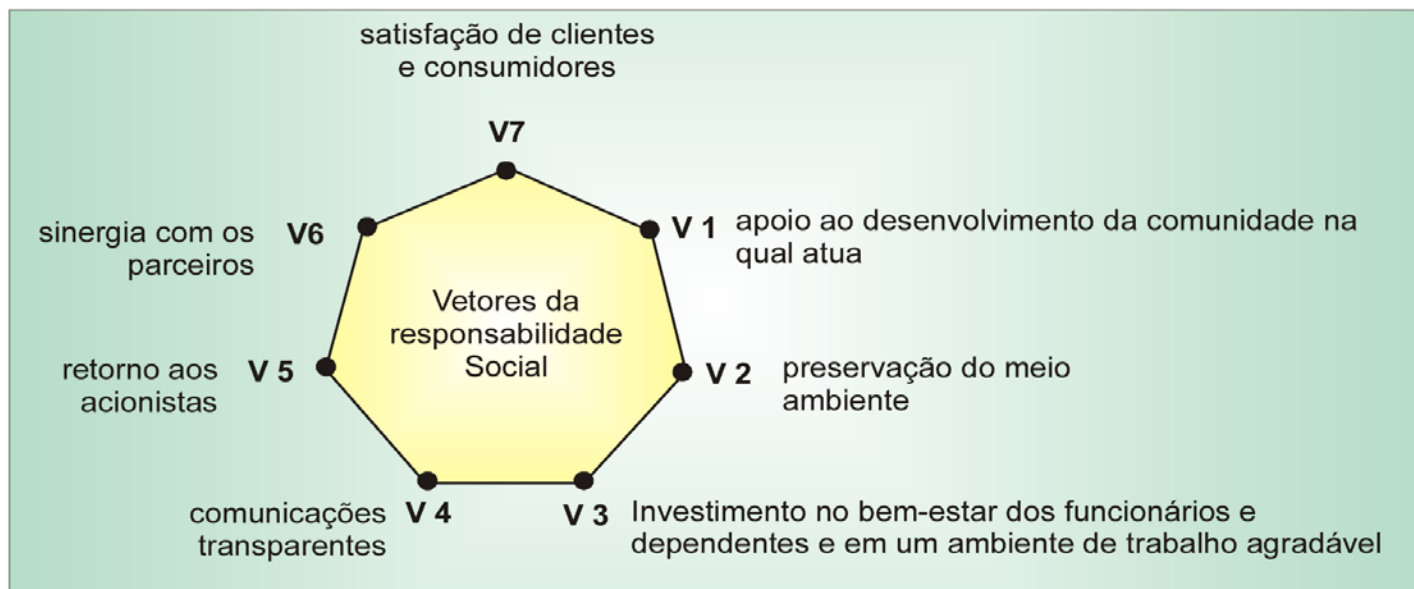 satisfação de clientes
e consumidores
V7
V 1
apoio ao desenvolvimento da comunidade na
qual atua
sinergia com os
parceiros
V6
Vetores da
responsabilidade
Social
retorno aos
acionistas
V 5
V 2
preservação do meio
ambiente
comunicações
transparentes
V 4
V 3
Investimento no bem-estar dos funcionários e
dependentes e em um ambiente de trabalho agradável